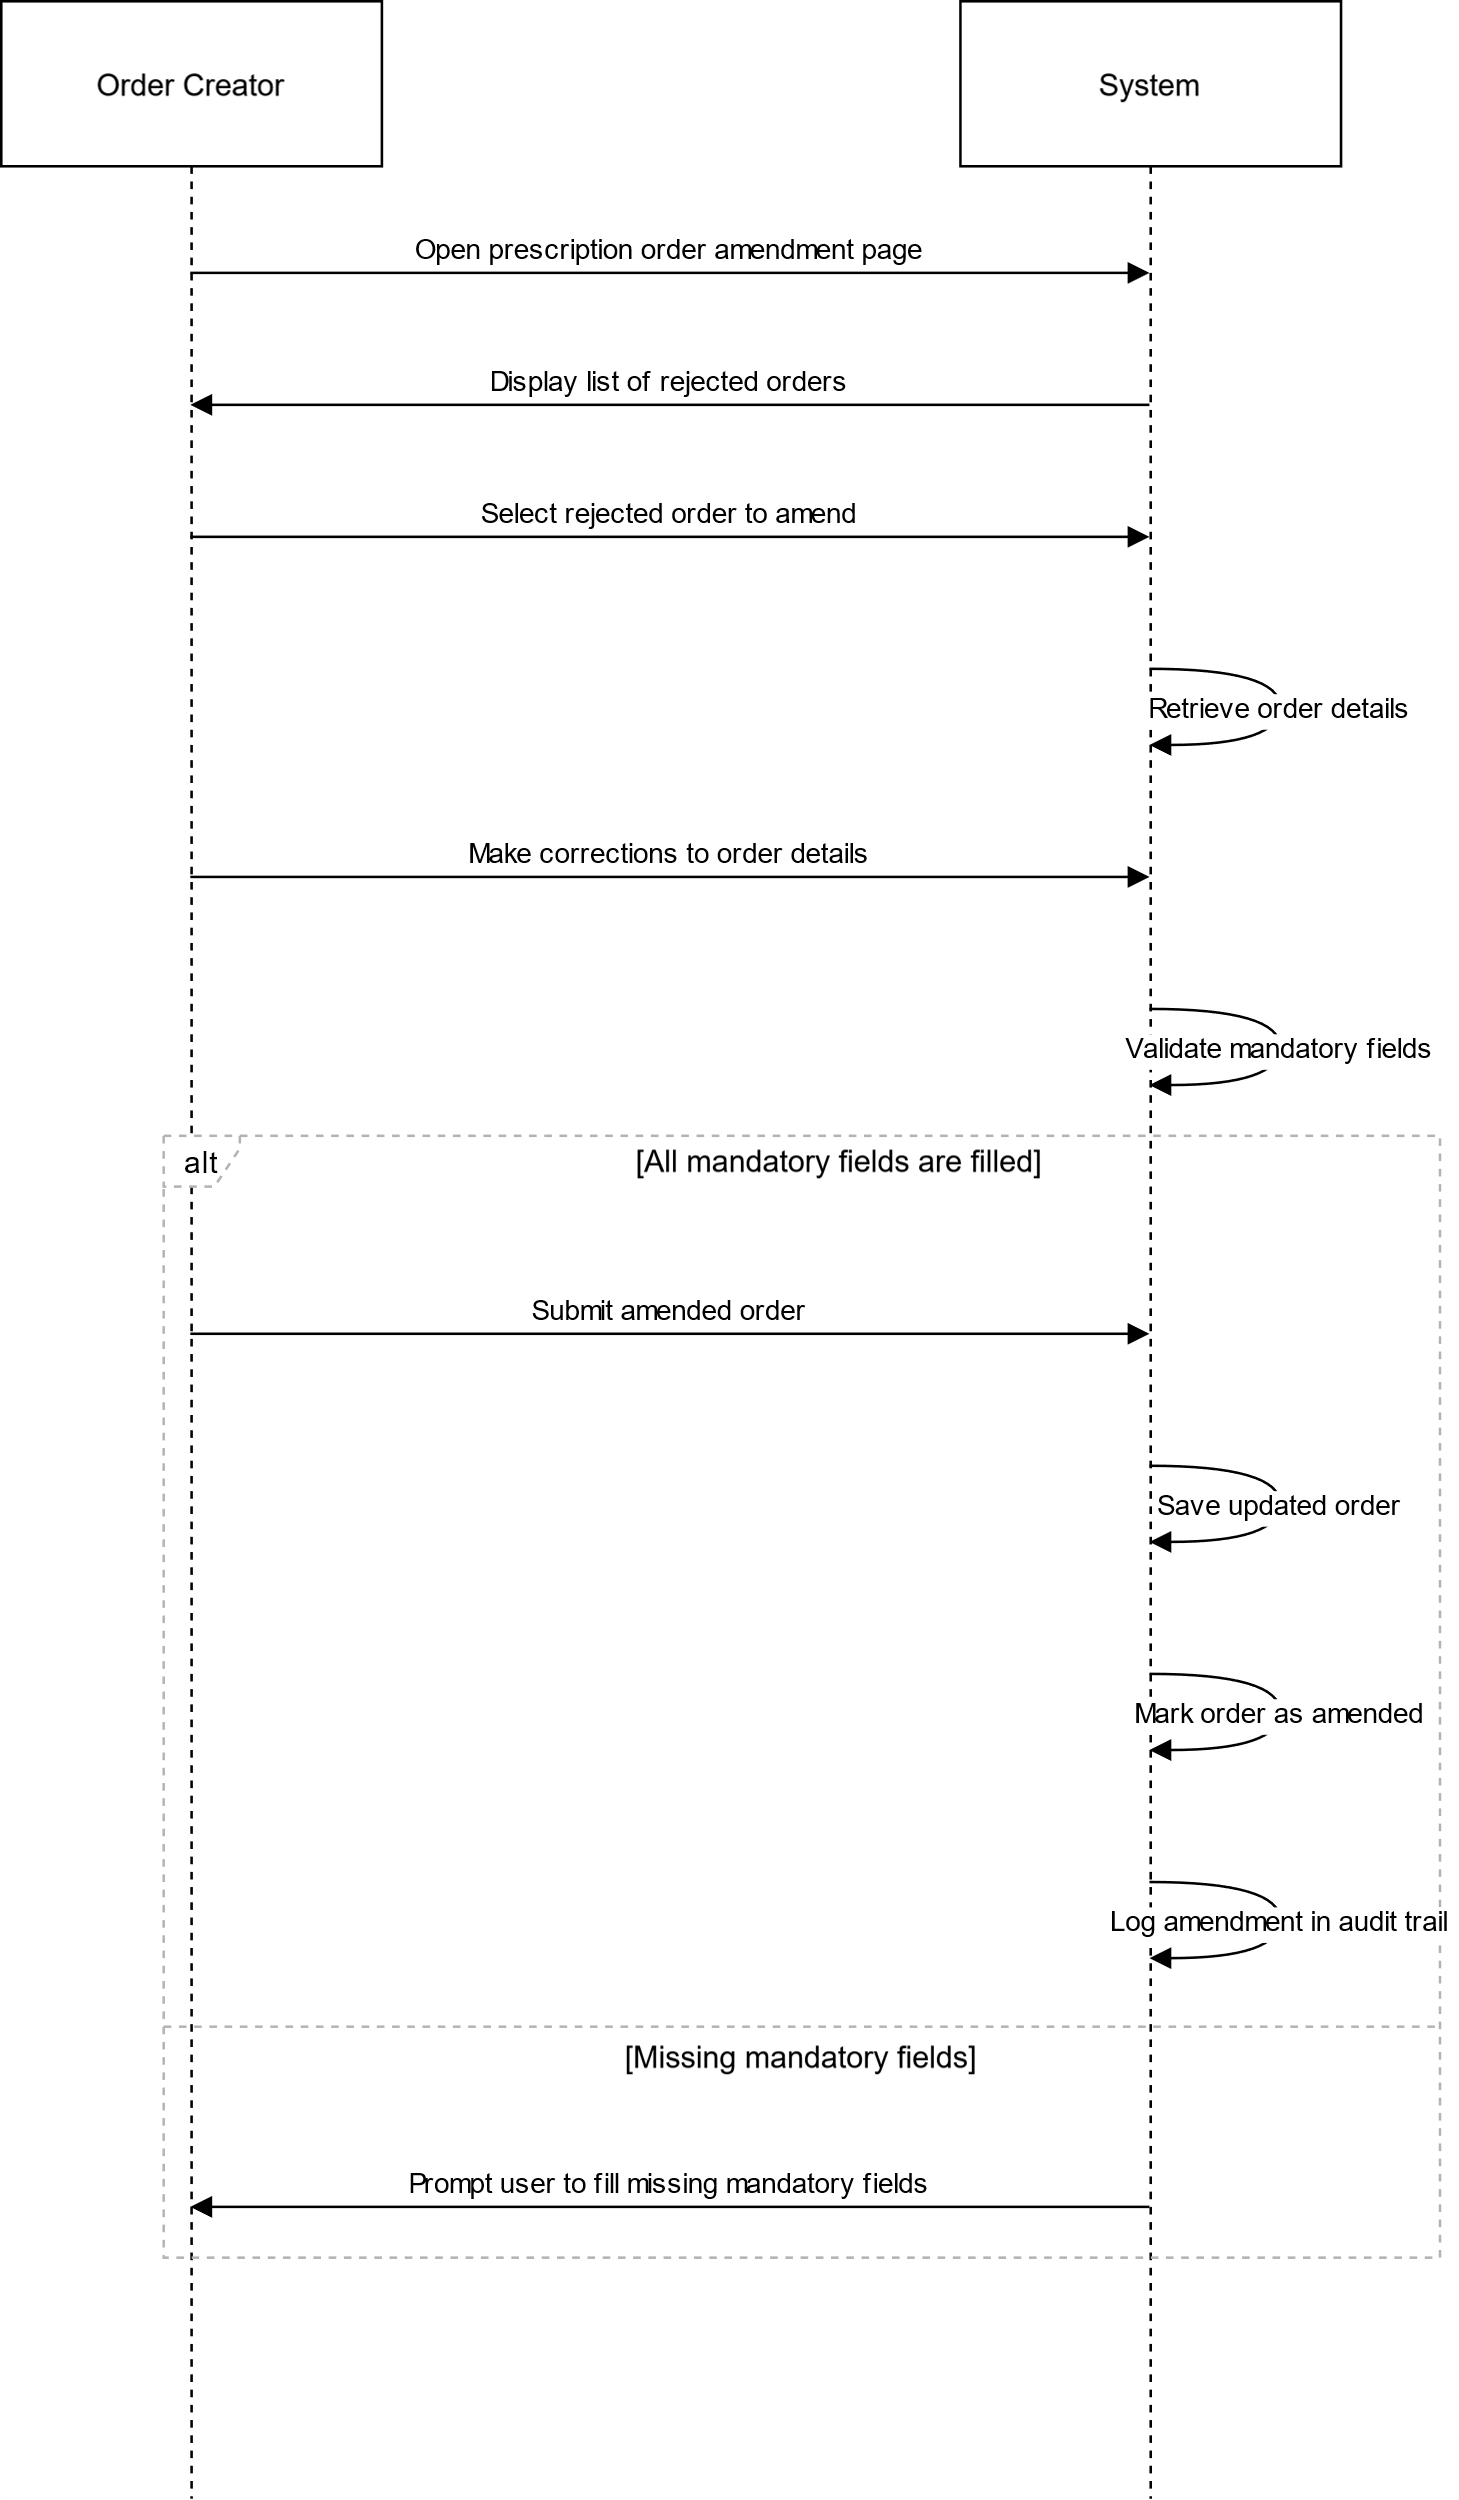 Order Creator
System
Open prescription order amendment page
Display list of rejected orders
Select rejected order to amend
Retrieve order details
Make corrections to order details
Validate mandatory fields
alt
[All mandatory fields are filled]
Submit amended order
Save updated order
Mark order as amended
Log amendment in audit trail
[Missing mandatory fields]
Prompt user to fill missing mandatory fields